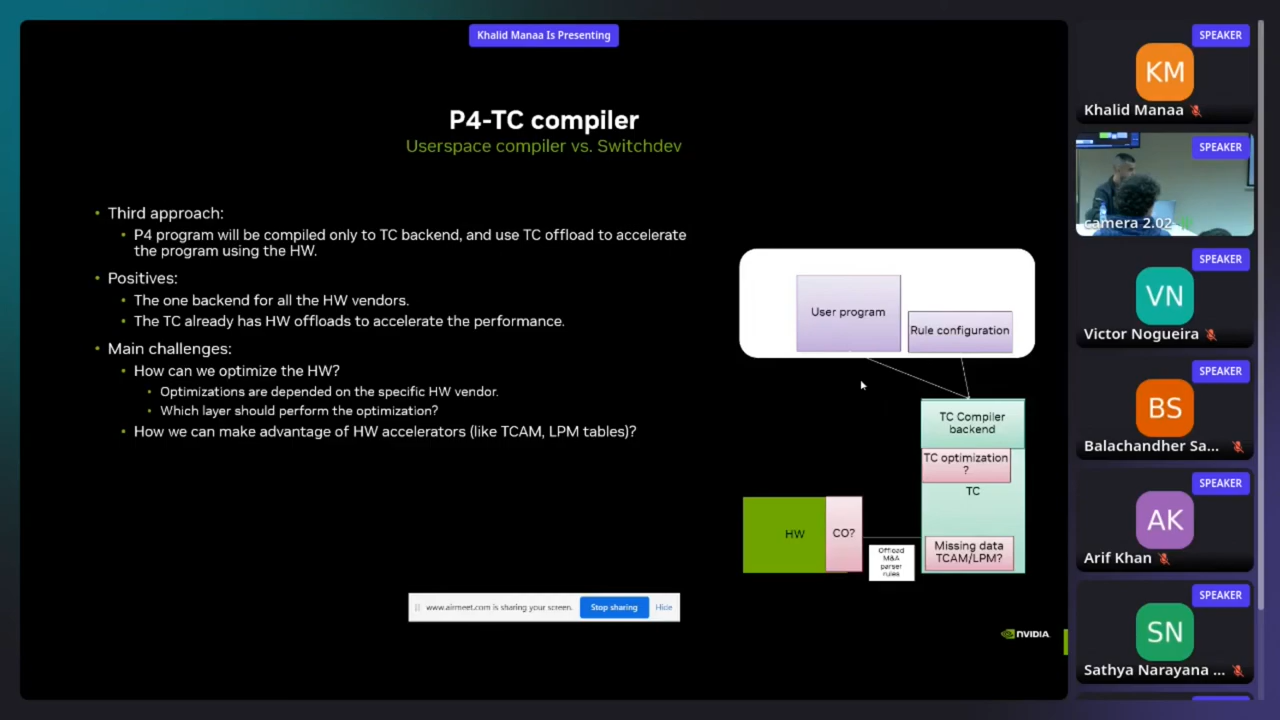 Khalid Manaa Is Presenting
P4-TC compiler
Userspace compiler vs. Switchdev
• Third approach:
• P4 program will be compiled only to TC backend, and use TC offload to accelerate
the program using the HW.
• Positives:
• The one backend for all the HW vendors.
• The TC already has HW offloads to accelerate the performance.
• Main challenges:
• How can we optimize the HW?
• Optimizations are depended on the specific HW vendor.
• Which layer should perform the optimization?
• How we can make advantage of HW accelerators (like TCAM, LPM tables)?
User program
Rule configuration
TC Compiler
backend
TC optimization
?
TC
HW
CO?
Offload
M&A
parser
rules
Missing data
TCAM/LPM?
www.airmeet.com is sharing your screen.
Stop sharing
Hide
NVIDIA
SPEAKER
KM
Khalid Manaa
SPEAKER
camera 2.02
SPEAKER
VN
Victor Nogueira
SPEAKER
BS
Balachandher Sa...
SPEAKER
AK
Arif Khan
SPEAKER
SN
Sathya Narayana ...